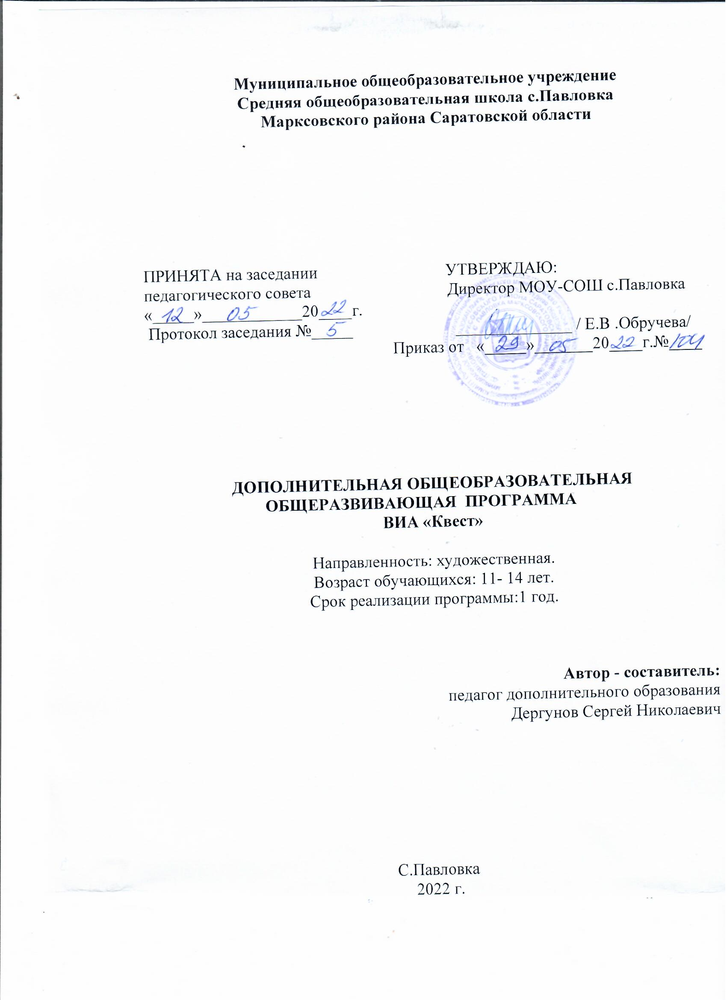 Муниципальное общеобразовательное учреждение
Средняя общеобразовательная школа с.Павловка
Марксовского района Саратовской области
ПРИНЯТА на заседании
педагогического совета
«12» 05 2022 г.
Протокол заседания № 5
УТВЕРЖДАЮ:
Директор МОУ-СОШ с.Павловка
/ Е.В .Обручева/
Приказ от «29» 05 2022 г.№104
ДОПОЛНИТЕЛЬНАЯ ОБЩЕОБРАЗОВАТЕЛЬНАЯ
ОБЩЕРАЗВИВАЮЩАЯ ПРОГРАММА
ВИА «Квест»
Направленность: художественная.
Возраст обучающихся: 11- 14 лет.
Срок реализации программы:1 год.
Автор - составитель:
педагог дополнительного образования
Дергунов Сергей Николаевич
С.Павловка
2022 г.